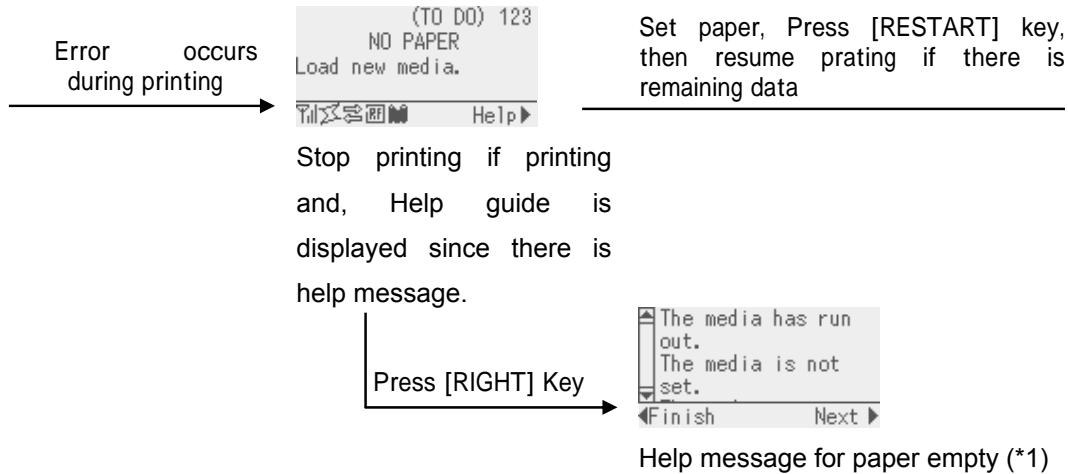 Error occurs
during printing
(TO DO) 123
NO PAPER
Load new media.
Help▶
Set paper, Press [RESTART] key,
then resume prating if there is
remaining data
Stop printing if printing
and, Help guide is
displayed since there is
help message.
Press [RIGHT] Key
The media has run
out.
The media is not
set.
◀Finish Next ▶
Help message for paper empty (*1)